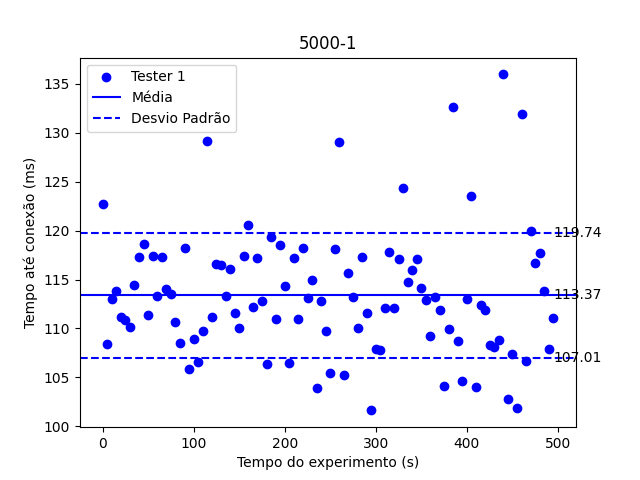 5000-1
Tester 1
Média
Desvio Padrão
Tempo até conexão (ms)
135
130
125
120
115
110
105
100
119.74
113.37
107.01
0 100 200 300 400 500
Tempo do experimento (s)